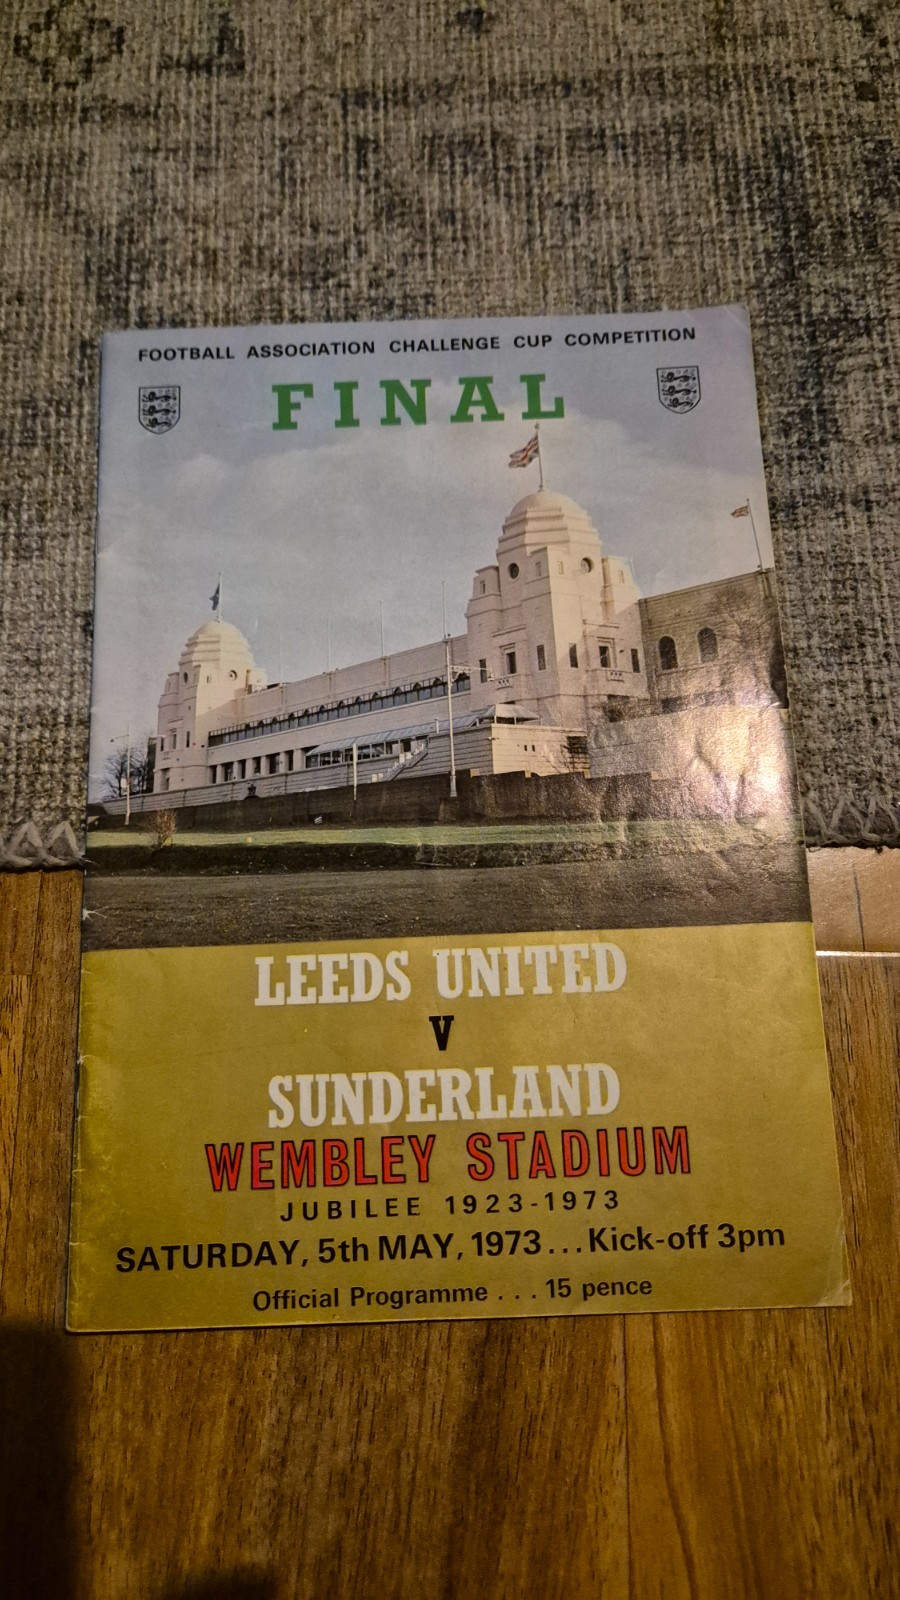 FOOTBALL ASSOCIATION CHALLENGE CUP COMPETITION
FINAL
LEEDS UNITED
V
SUNDERLAND
WEMBLEY STADIUM
JUBILEE 1923-1973
SATURDAY, 5th MAY, 1973...Kick-off 3pm
Official Programme . . . 15 pence